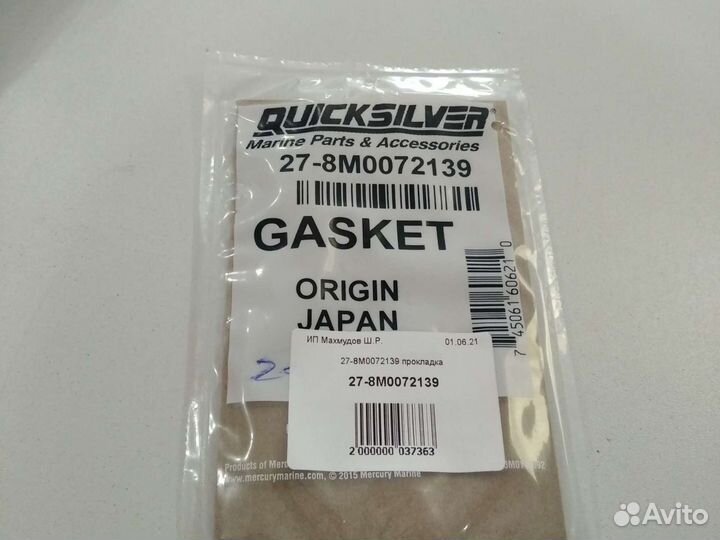 QUICKSILVER
Marine Parts & Accessories
27-8M0072139
GASKET
ORIGIN
JAPAN
7 45061 60621 0
ИП Махмудов Ш.Р. 01.06.21
27-8M0072139 прокладка
27-8M0072139
2 000000 037363
Products of
www.mercurymarine.com, © 2015 Mercury Marine
Avito